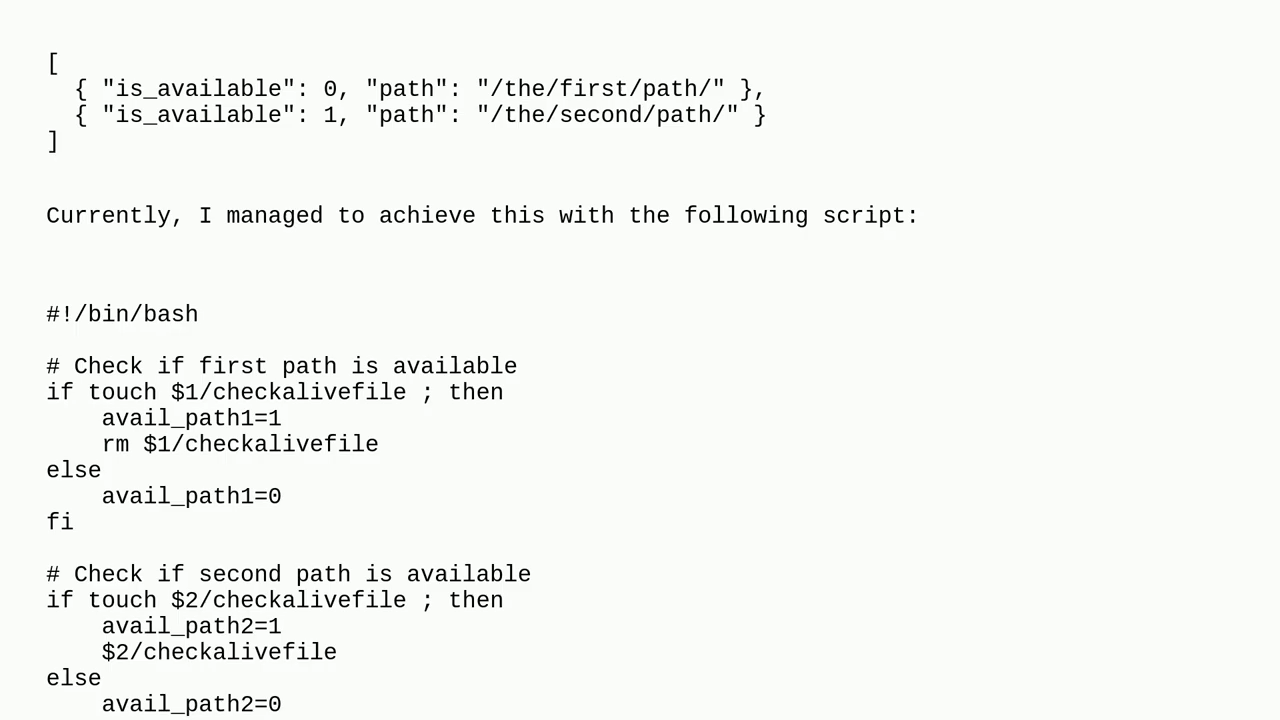 [
  { "is_available": 0, "path": "/the/first/path/" },
  { "is_available": 1, "path": "/the/second/path/" }
]
Currently, I managed to achieve this with the following script:
#!/bin/bash
# Check if first path is available
if touch $1/checkalivefile ; then
    avail_path1=1
    rm $1/checkalivefile
else
    avail_path1=0
fi
# Check if second path is available
if touch $2/checkalivefile ; then
    avail_path2=1
    $2/checkalivefile
else
    avail_path2=0